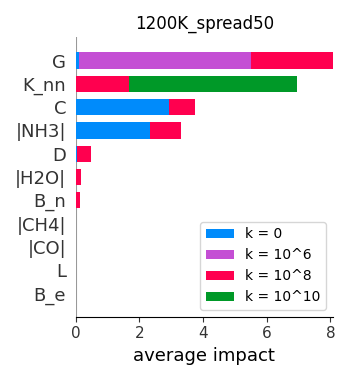 1200K_spread50
G
K_nn
C
|NH3|
D
|H2O|
B_n
|CH4|
|CO|
L
B_e
k = 0
k = 10^6
k = 10^8
k = 10^10
0 2 4 6 8
average impact